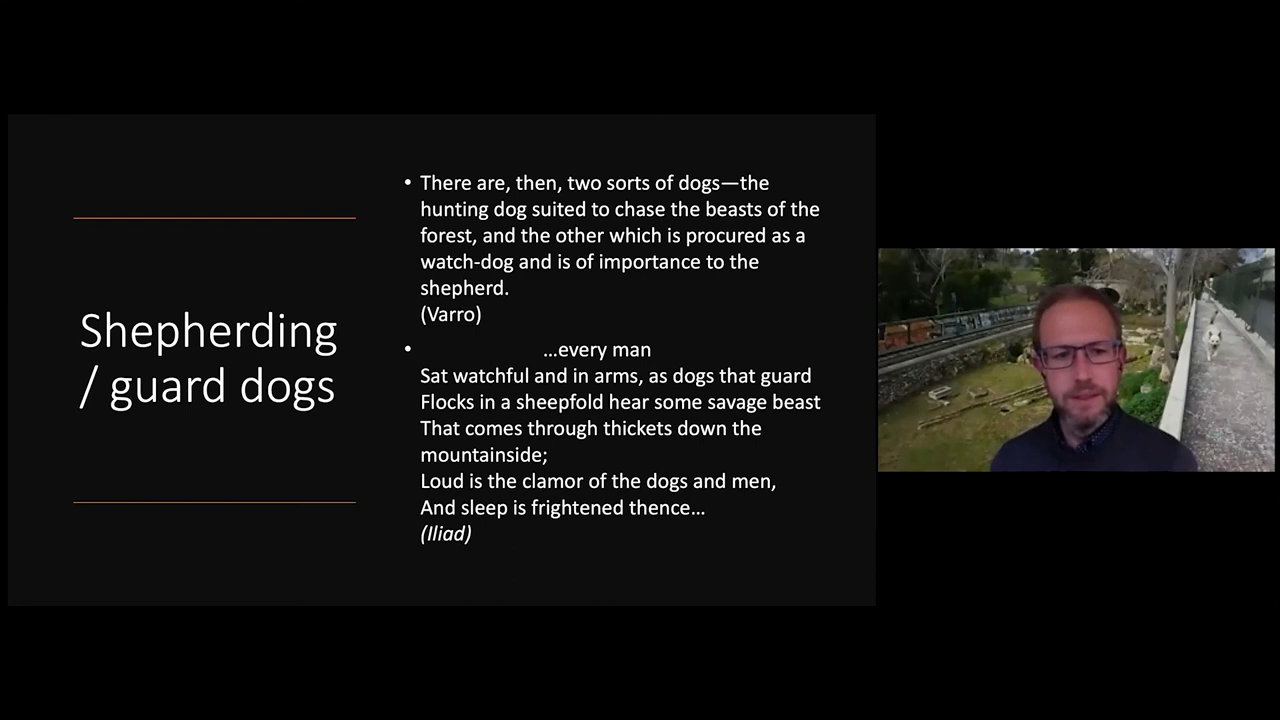 Shepherding
/ guard dogs
• There are, then, two sorts of dogs—the
hunting dog suited to chase the beasts of the
forest, and the other which is procured as a
watch-dog and is of importance to the
shepherd.
(Varro)
• …every man
Sat watchful and in arms, as dogs that guard
Flocks in a sheepfold hear some savage beast
That comes through thickets down the
mountainside;
Loud is the clamor of the dogs and men,
And sleep is frightened thence…
(Iliad)